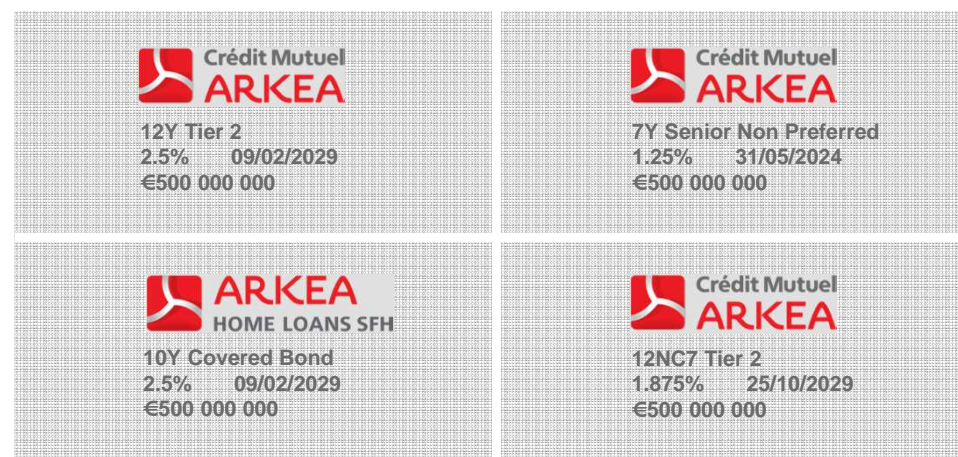 Crédit Mutuel
ARKEA
12Y Tier 2
2.5% 09/02/2029
€500 000 000
Crédit Mutuel
ARKEA
7Y Senior Non Preferred
1.25% 31/05/2024
€500 000 000
ARKEA
HOME LOANS SFH
10Y Covered Bond
2.5% 09/02/2029
€500 000 000
Crédit Mutuel
ARKEA
12NC7 Tier 2
1.875% 25/10/2029
€500 000 000